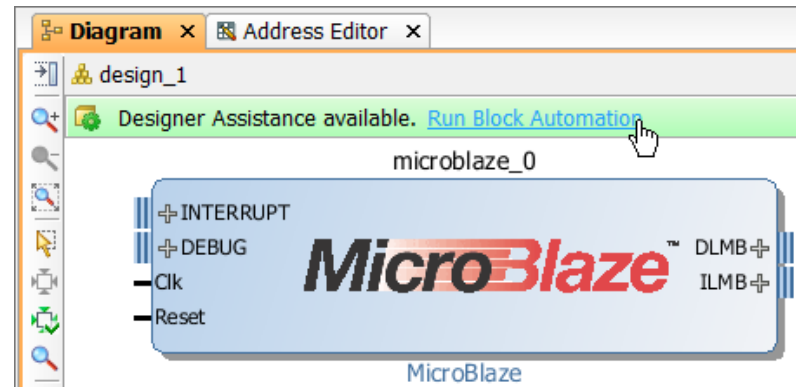 Diagram × Address Editor ×
design_1
Designer Assistance available. Run Block Automation
microblaze_0
INTERRUPT
DEBUG
Clk
Reset
MicroBlaze™
DLMB
ILMB
MicroBlaze